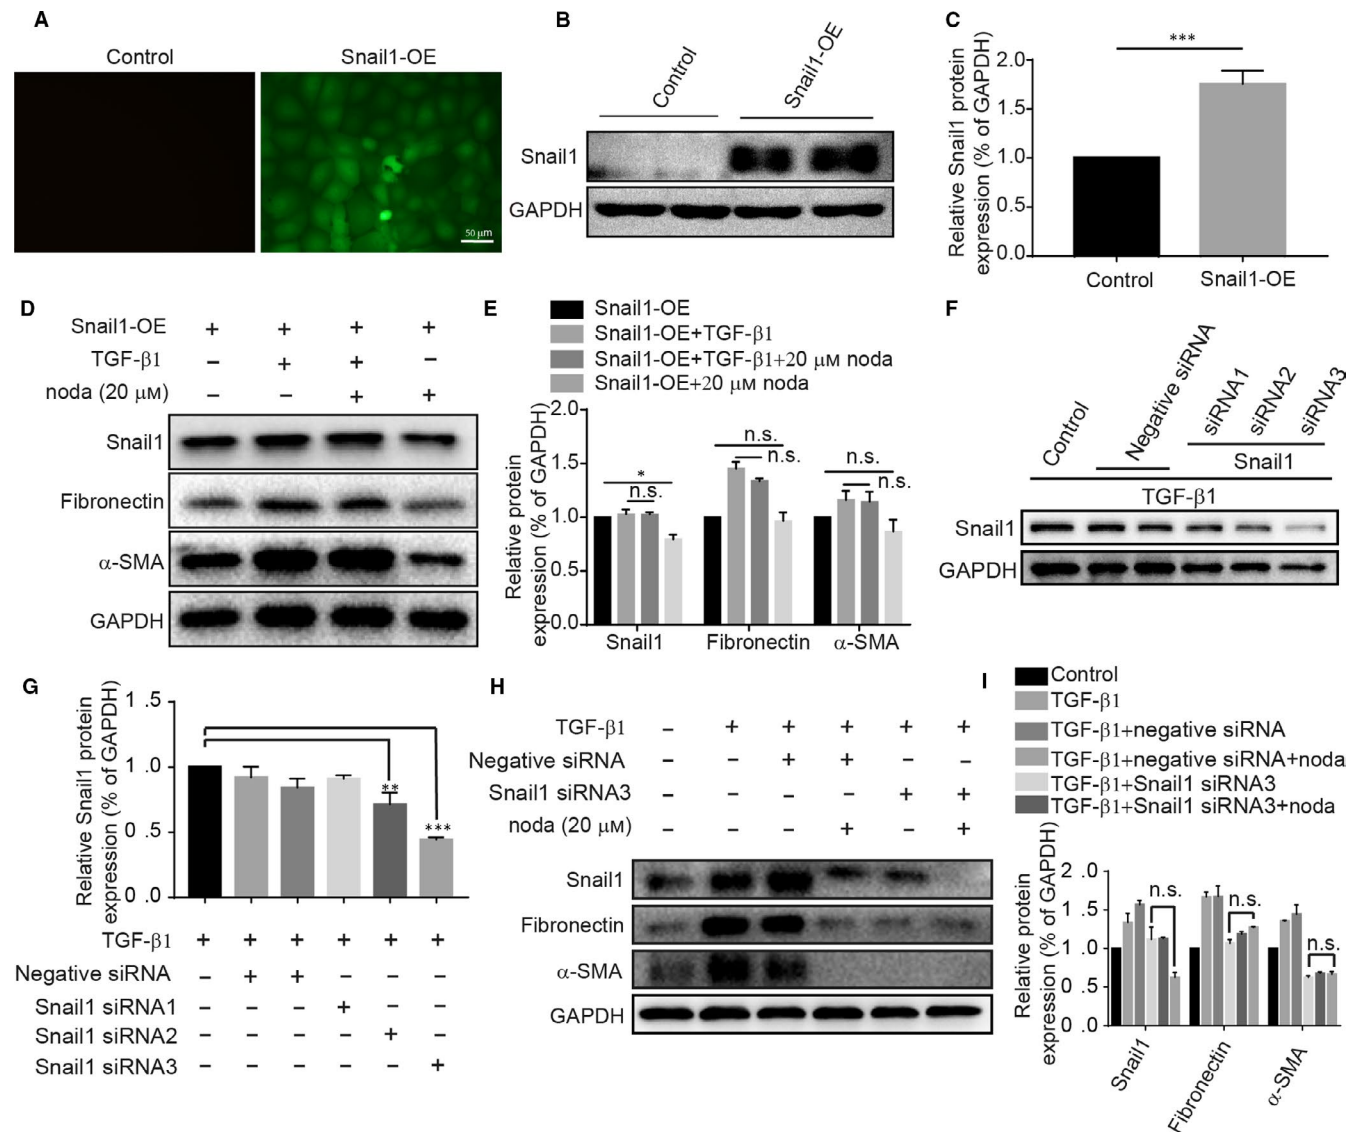 A
Control
Snail1-OE
50 μm
B
Control
Snail1-OE
Snail1
GAPDH
C
***
Relative Snail1 protein
expression (% of GAPDH)
2.0
1.5
1.0
0.5
0.0
Control
Snail1-OE
D
Snail1-OE + + + +
TGF-β1 – + + –
noda (20 μM) – – + +
Snail1
Fibronectin
α-SMA
GAPDH
E
Snail1-OE
Snail1-OE+TGF-β1
Snail1-OE+TGF-β1+20 μM noda
Snail1-OE+20 μM noda
Relative protein
expression (% of GAPDH)
2.0
1.5
1.0
0.5
0.0
*
n.s.
n.s.
n.s.
n.s.
n.s.
Snail1 Fibronectin α-SMA
F
Control
Negative siRNA
siRNA1
siRNA2
siRNA3
Snail1
TGF-β1
Snail1
GAPDH
G
Relative Snail1 protein
expression (% of GAPDH)
1.5
1.0
0.5
0.0
**
***
TGF-β1 + + + + + +
Negative siRNA – + + – – –
Snail1 siRNA1 – – – + – –
Snail1 siRNA2 – – – – + –
Snail1 siRNA3 – – – – – +
H
TGF-β1 – + + + + +
Negative siRNA – – + + – –
Snail1 siRNA3 – – – – + +
noda (20 μM) – – – + – +
Snail1
Fibronectin
α-SMA
GAPDH
I
Control
TGF-β1
TGF-β1+negative siRNA
TGF-β1+negative siRNA+noda
TGF-β1+Snail1 siRNA3
TGF-β1+Snail1 siRNA3+noda
Relative protein
expression (% of GAPDH)
2.0
1.5
1.0
0.5
0.0
n.s.
n.s.
n.s.
Snail1
Fibronectin
α-SMA